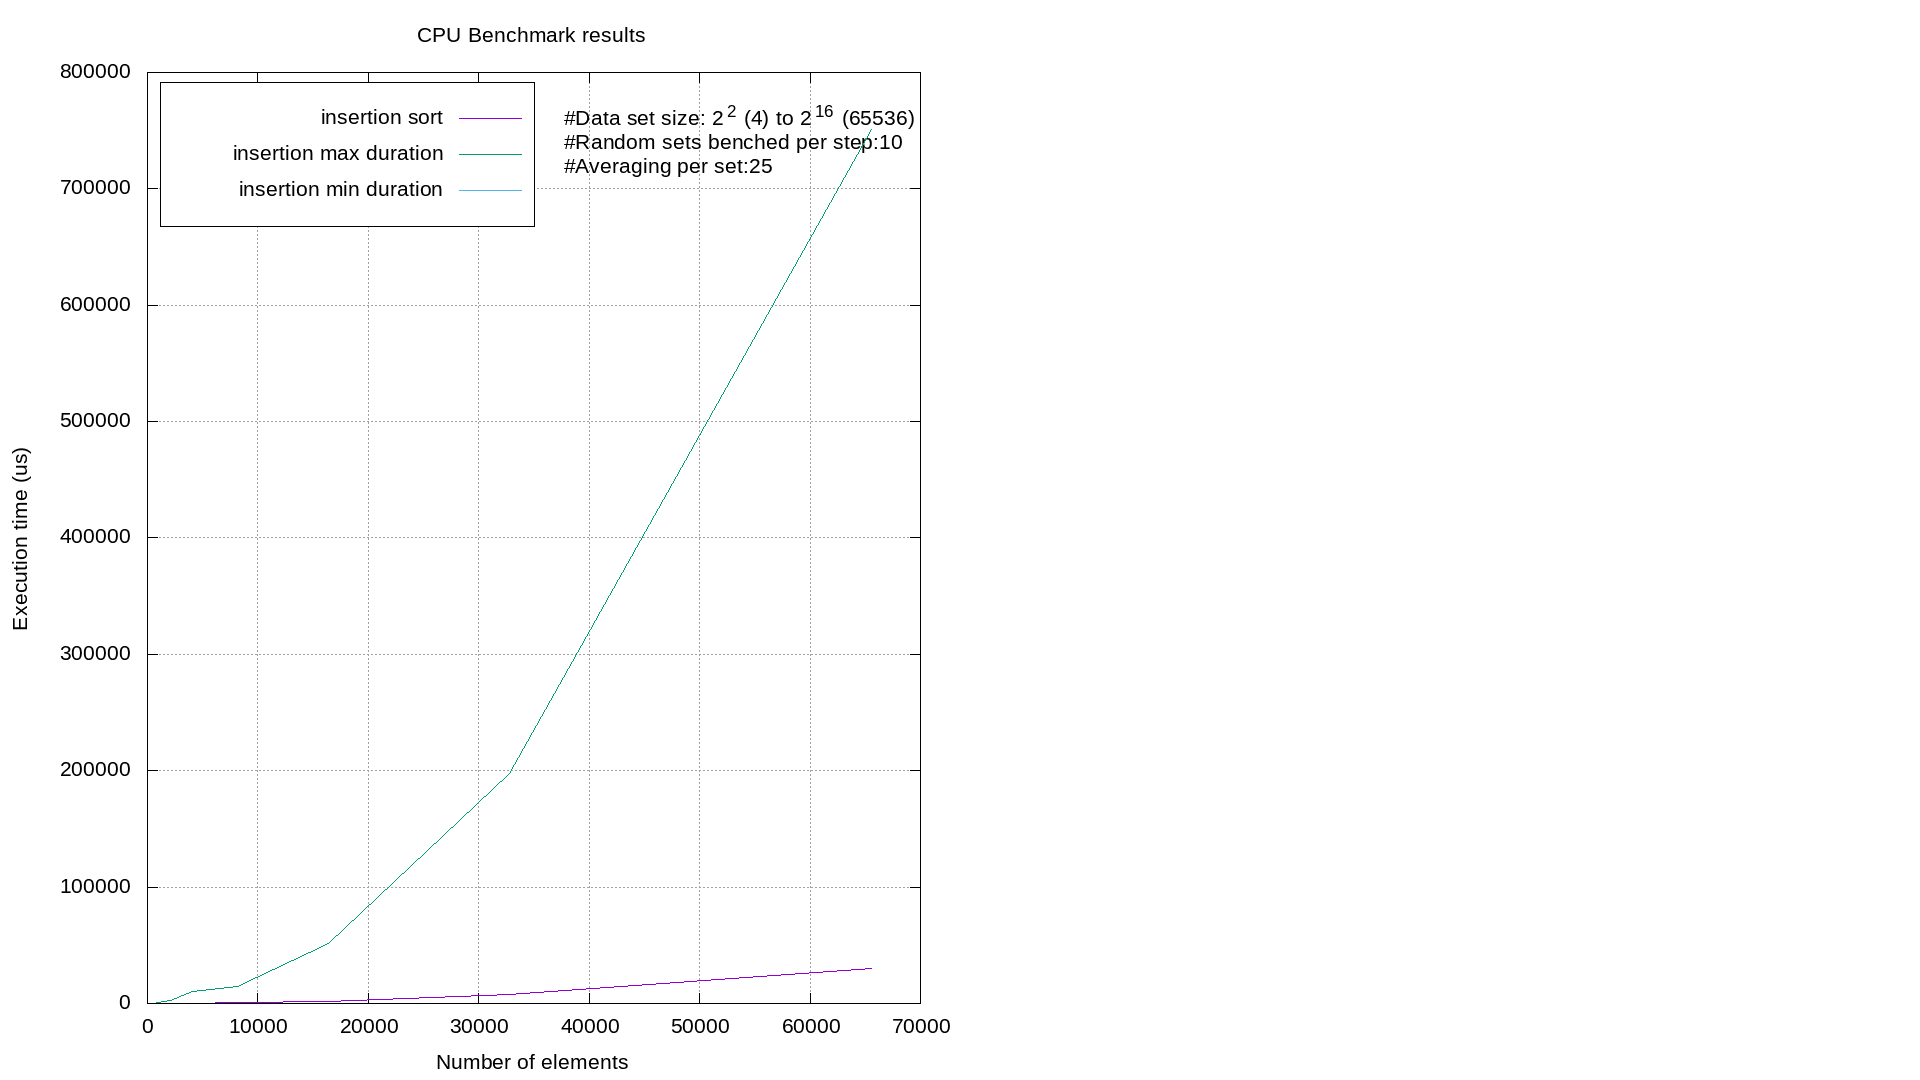 CPU Benchmark results
800000
700000
600000
500000
400000
300000
200000
100000
0
insertion sort
insertion max duration
insertion min duration
#Data set size: 2^2 (4) to 2^16 (65536)
#Random sets benched per step:10
#Averaging per set:25
Execution time (us)
0 10000 20000 30000 40000 50000 60000 70000
Number of elements